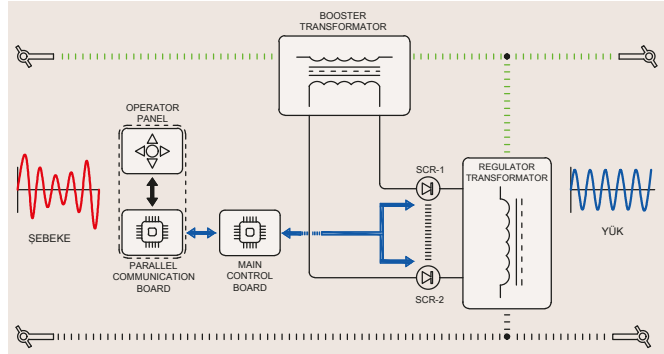 BOOSTER
TRANSFORMATOR
OPERATOR
PANEL
SCR-1
REGULATOR
TRANSFORMATOR
ŞEBEKE
YÜK
PARALLEL
COMMUNICATION
BOARD
MAIN
CONTROL
BOARD
SCR-2